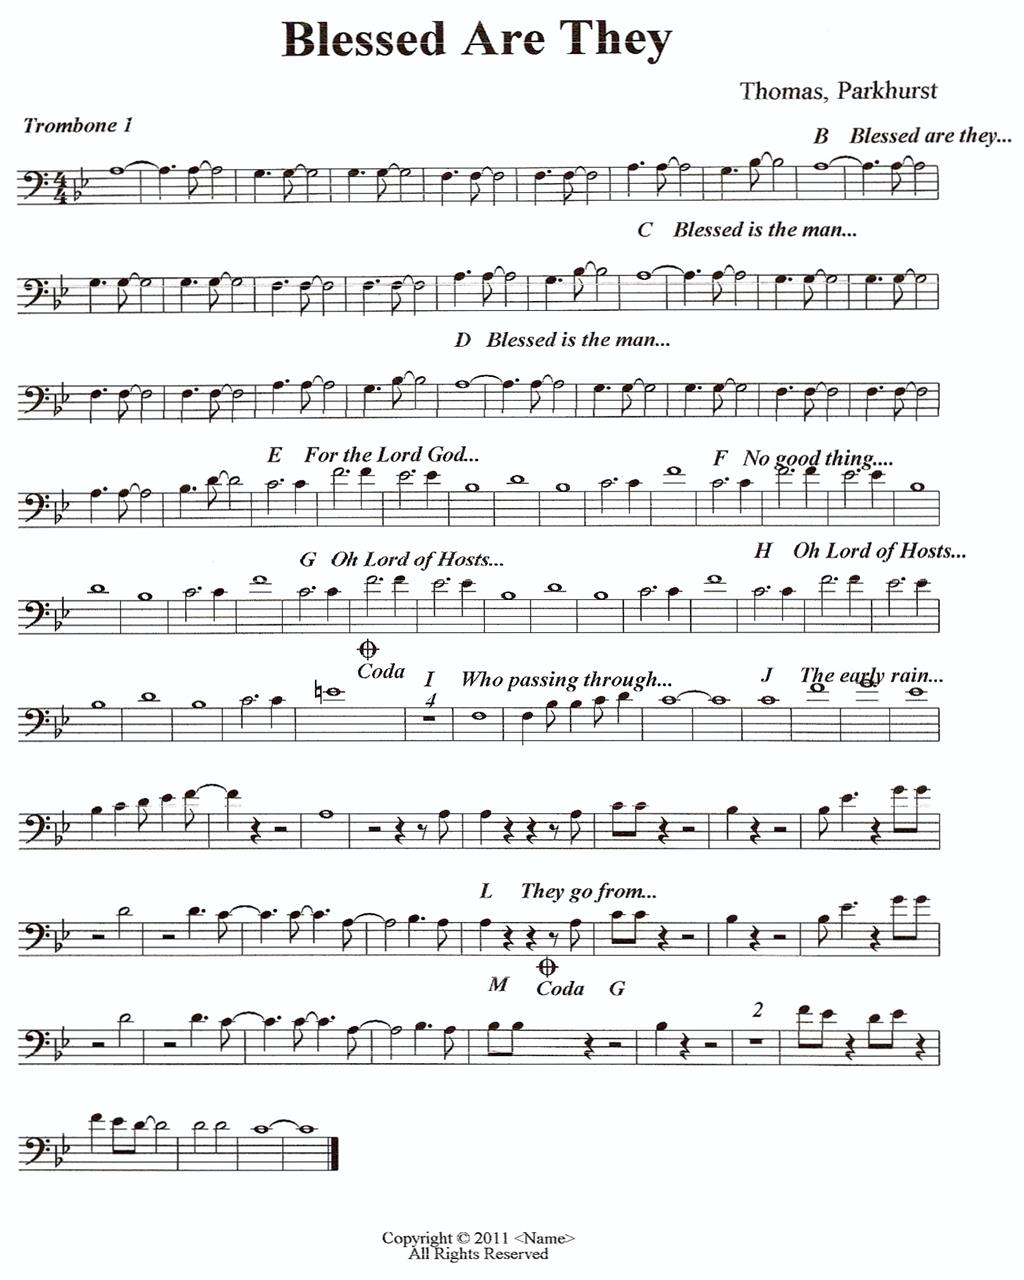 Blessed Are They
Thomas, Parkhurst
Trombone 1
B Blessed are they...
4
4
C Blessed is the man...
D Blessed is the man...
E For the Lord God...
F No good thing....
G Oh Lord of Hosts...
H Oh Lord of Hosts...
Coda
I Who passing through...
J The early rain...
4
L They go from...
M
Coda
G
2
Copyright © 2011 <Name>
All Rights Reserved